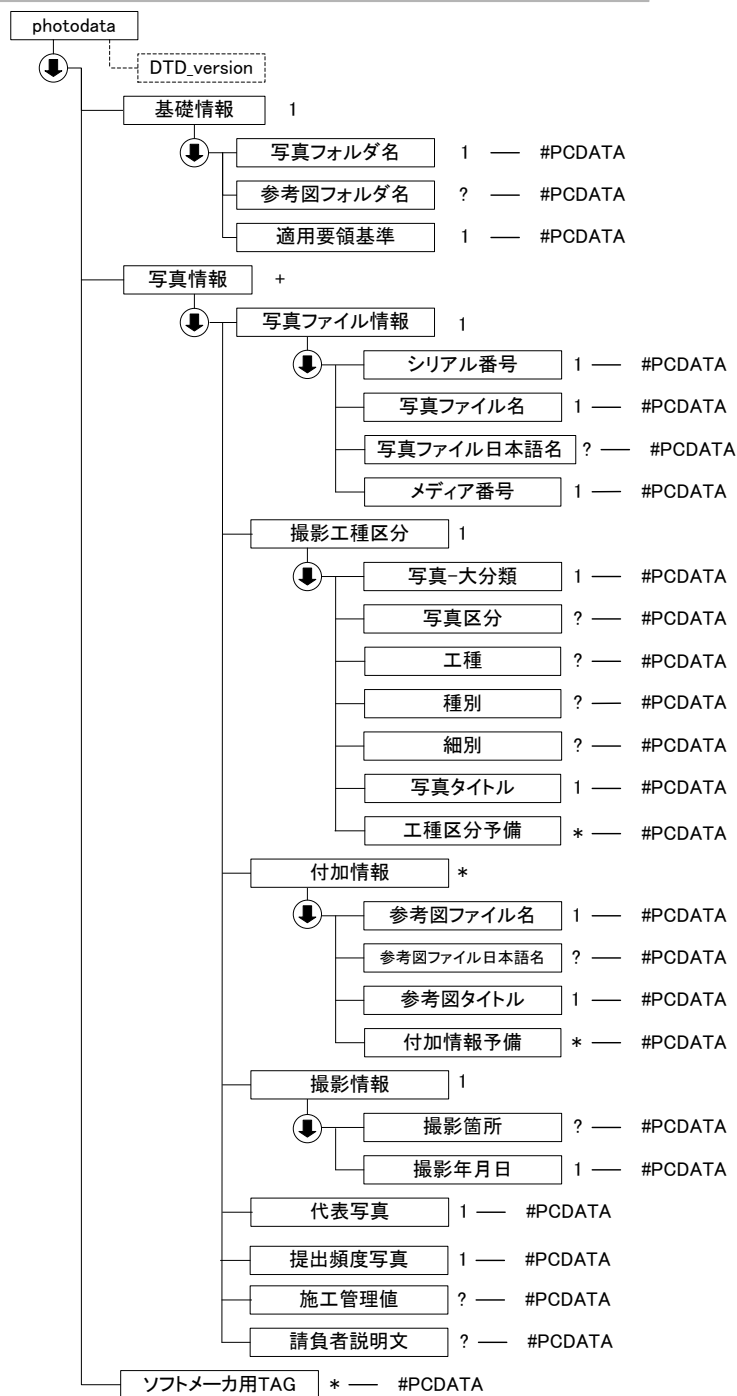 photodata
DTD_version
基礎情報 1
写真フォルダ名 1 #PCDATA
参考図フォルダ名 ? #PCDATA
適用要領基準 1 #PCDATA
写真情報 +
写真ファイル情報 1
シリアル番号 1 #PCDATA
写真ファイル名 1 #PCDATA
写真ファイル日本語名 ? #PCDATA
メディア番号 1 #PCDATA
撮影工種区分 1
写真-大分類 1 #PCDATA
写真区分 ? #PCDATA
工種 ? #PCDATA
種別 ? #PCDATA
細別 ? #PCDATA
写真タイトル 1 #PCDATA
工種区分予備 * #PCDATA
付加情報 *
参考図ファイル名 1 #PCDATA
参考図ファイル日本語名 ? #PCDATA
参考図タイトル 1 #PCDATA
付加情報予備 * #PCDATA
撮影情報 1
撮影箇所 ? #PCDATA
撮影年月日 1 #PCDATA
代表写真 1 #PCDATA
提出頻度写真 1 #PCDATA
施工管理値 ? #PCDATA
請負者説明文 ? #PCDATA
ソフトメーカ用TAG * #PCDATA